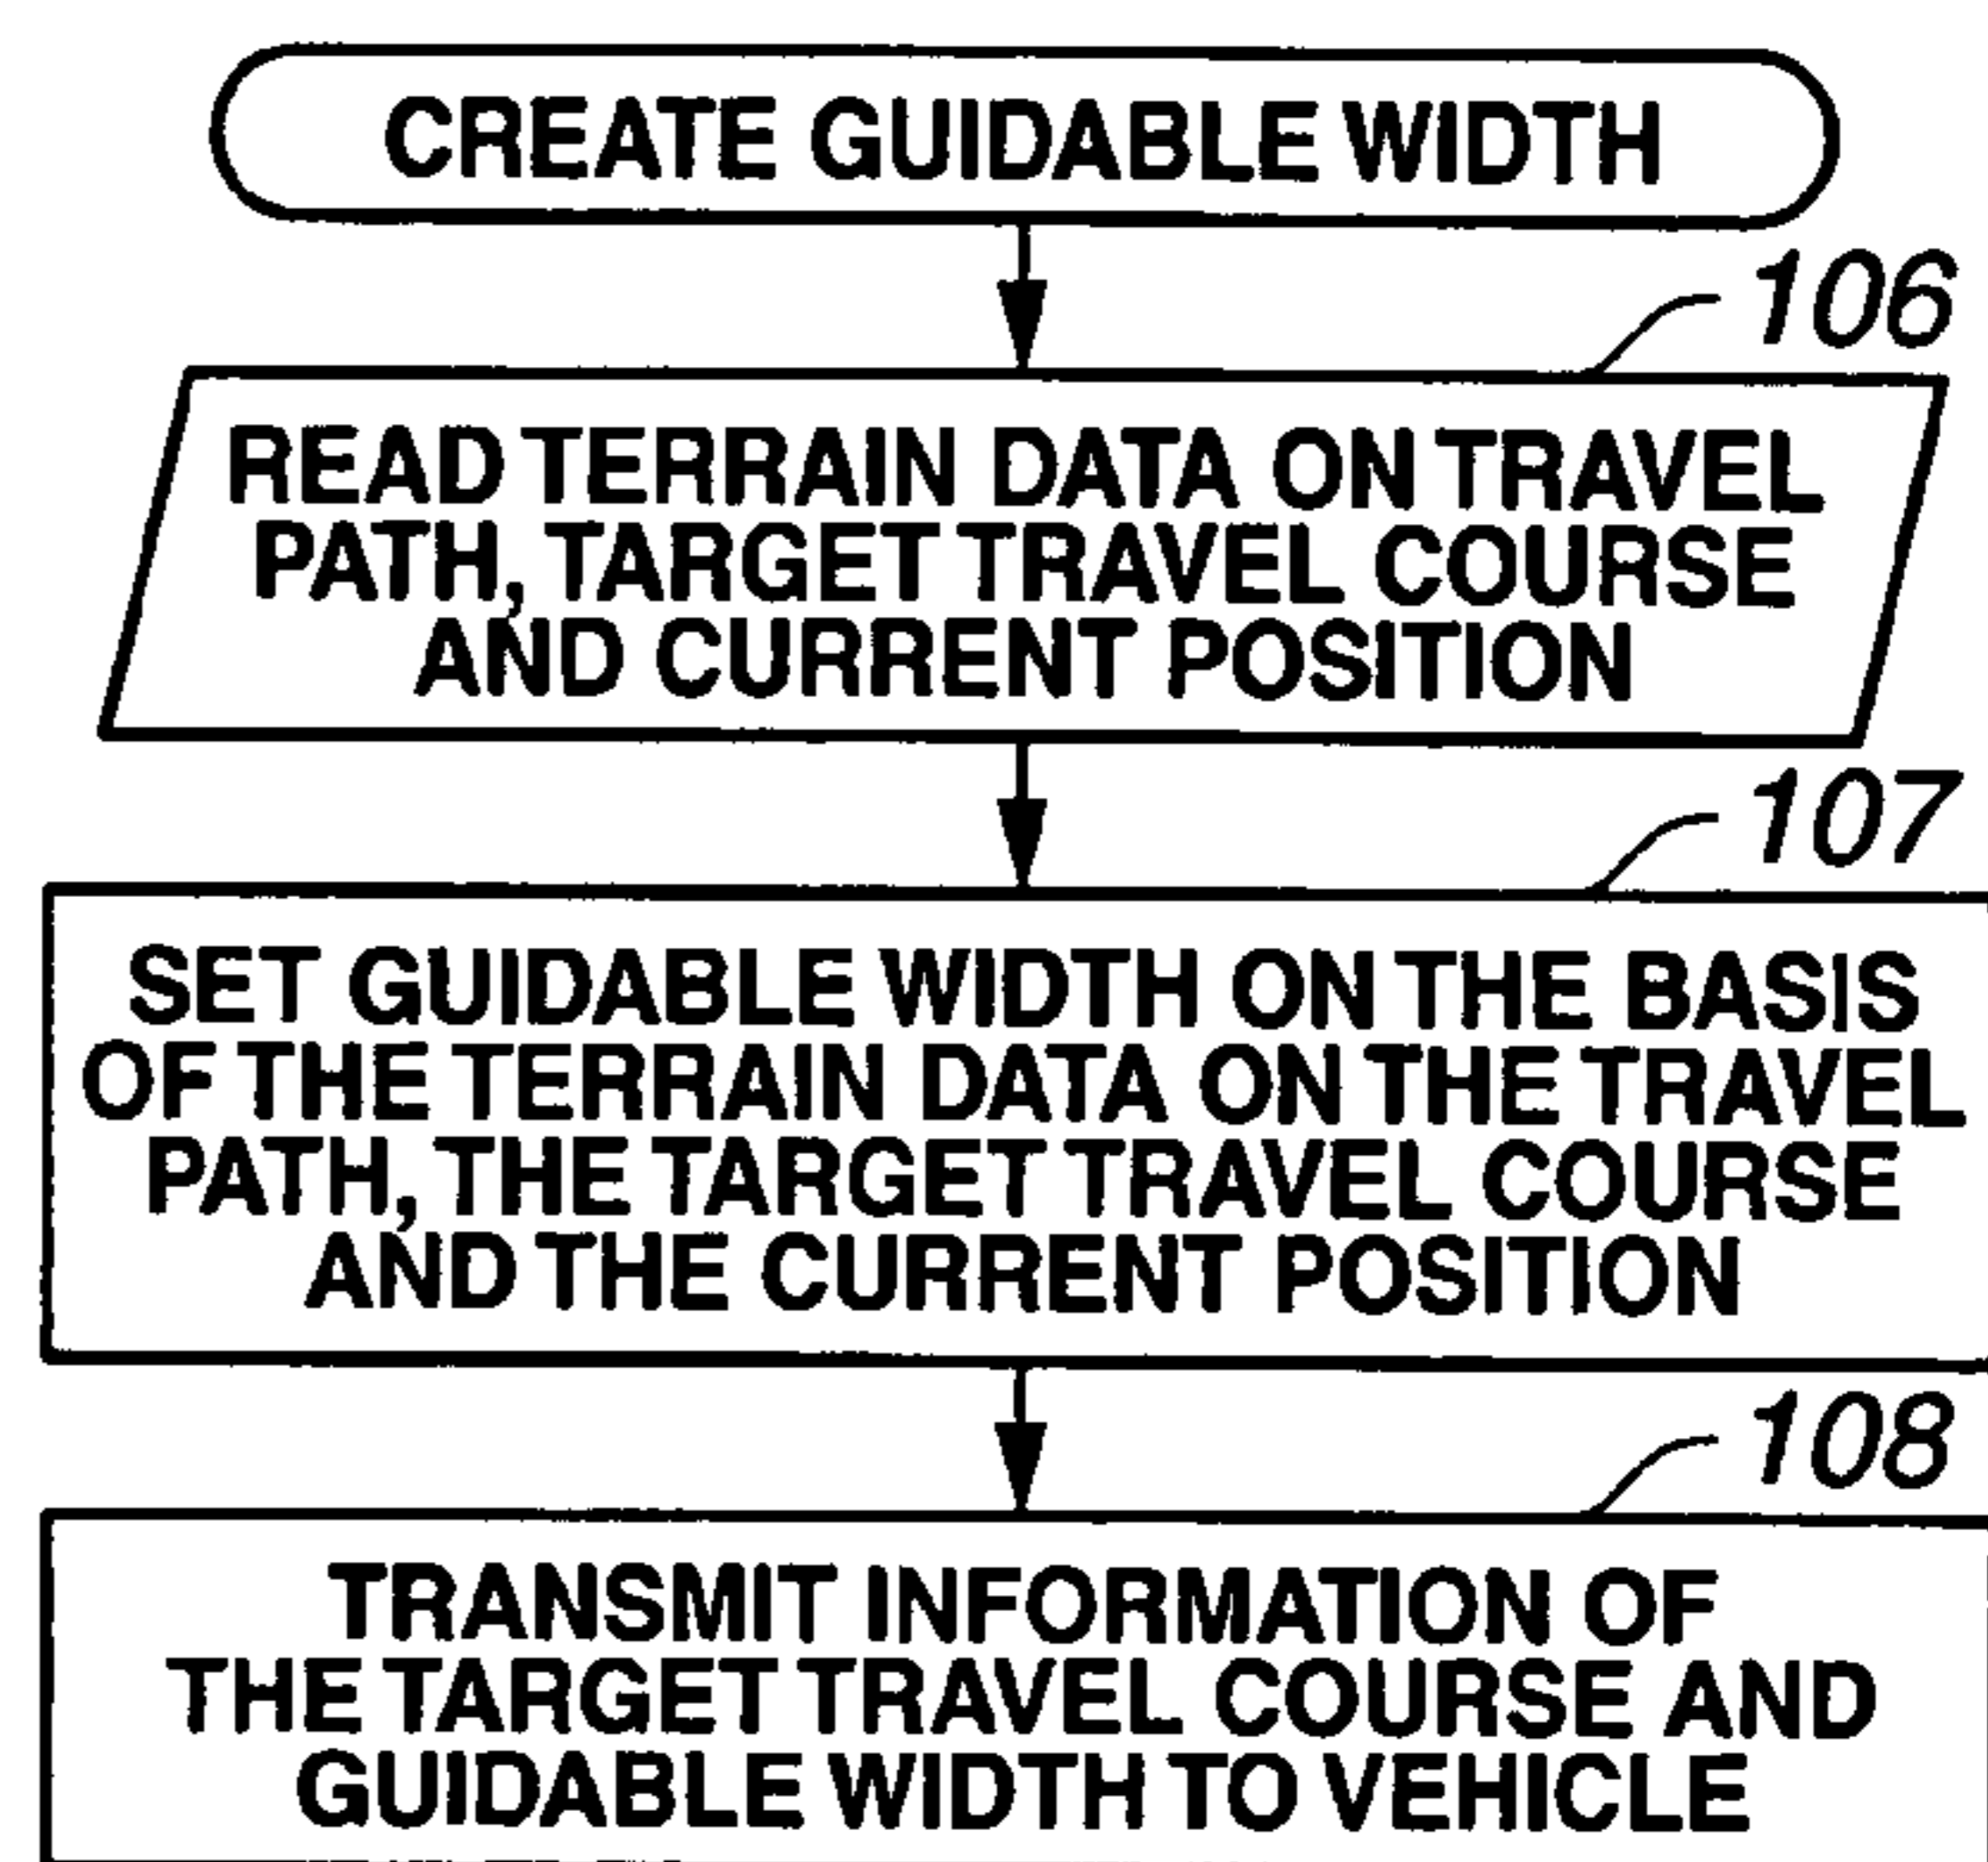 CREATE GUIDABLE WIDTH
106
READ TERRAIN DATA ON TRAVEL
PATH, TARGET TRAVEL COURSE
AND CURRENT POSITION
107
SET GUIDABLE WIDTH ON THE BASIS
OF THE TERRAIN DATA ON THE TRAVEL
PATH, THE TARGET TRAVEL COURSE
AND THE CURRENT POSITION
108
TRANSMIT INFORMATION OF
THE TARGET TRAVEL COURSE AND
GUIDABLE WIDTH TO VEHICLE